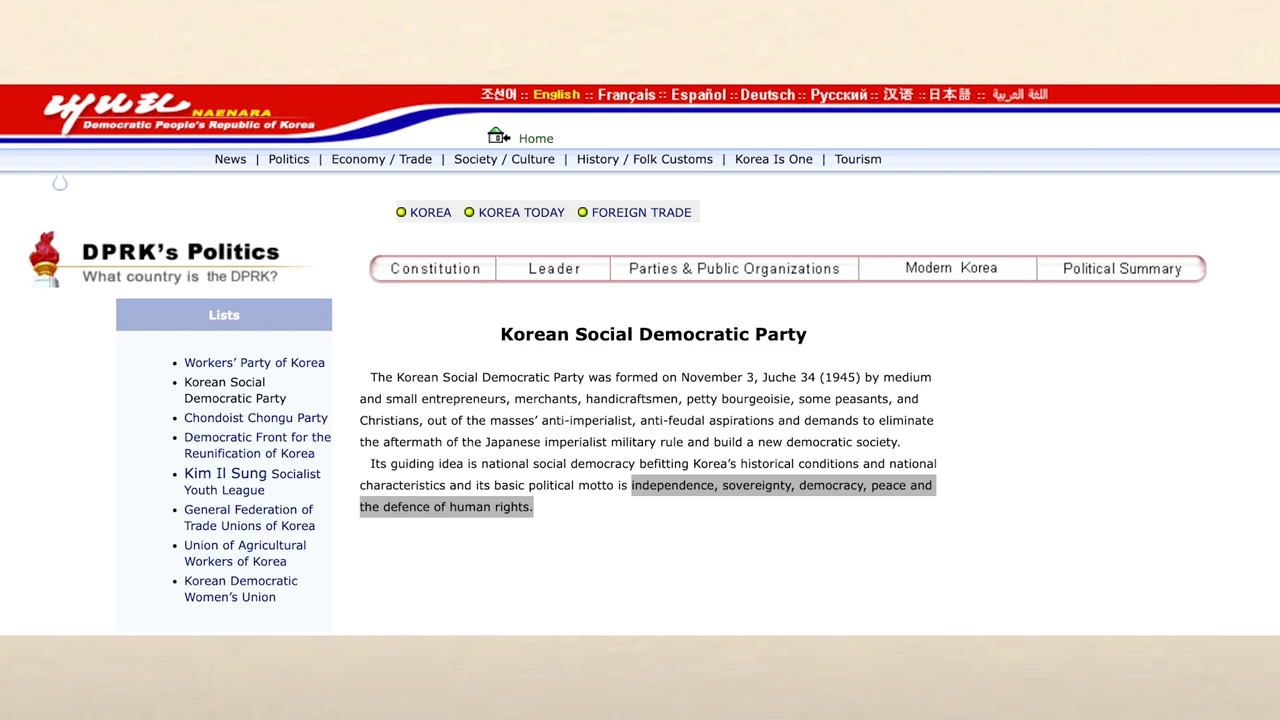 내나라
NAENARA
Democratic People's Republic of Korea
조선어 :: English :: Français :: Español :: Deutsch :: Русский :: 汉语 :: 日本語 :: اللغة العربية
Home
News | Politics | Economy / Trade | Society / Culture | History / Folk Customs | Korea Is One | Tourism
KOREA KOREA TODAY FOREIGN TRADE
DPRK's Politics
What country is the DPRK?
Constitution Leader Parties & Public Organizations Modern Korea Political Summary
Lists
• Workers' Party of Korea
• Korean Social
Democratic Party
• Chondoist Chongu Party
• Democratic Front for the
Reunification of Korea
• Kim Il Sung Socialist
Youth League
• General Federation of
Trade Unions of Korea
• Union of Agricultural
Workers of Korea
• Korean Democratic
Women's Union
Korean Social Democratic Party
The Korean Social Democratic Party was formed on November 3, Juche 34 (1945) by medium
and small entrepreneurs, merchants, handicraftsmen, petty bourgeoisie, some peasants, and
Christians, out of the masses' anti-imperialist, anti-feudal aspirations and demands to eliminate
the aftermath of the Japanese imperialist military rule and build a new democratic society.
Its guiding idea is national social democracy befitting Korea's historical conditions and national
characteristics and its basic political motto is independence, sovereignty, democracy, peace and
the defence of human rights.